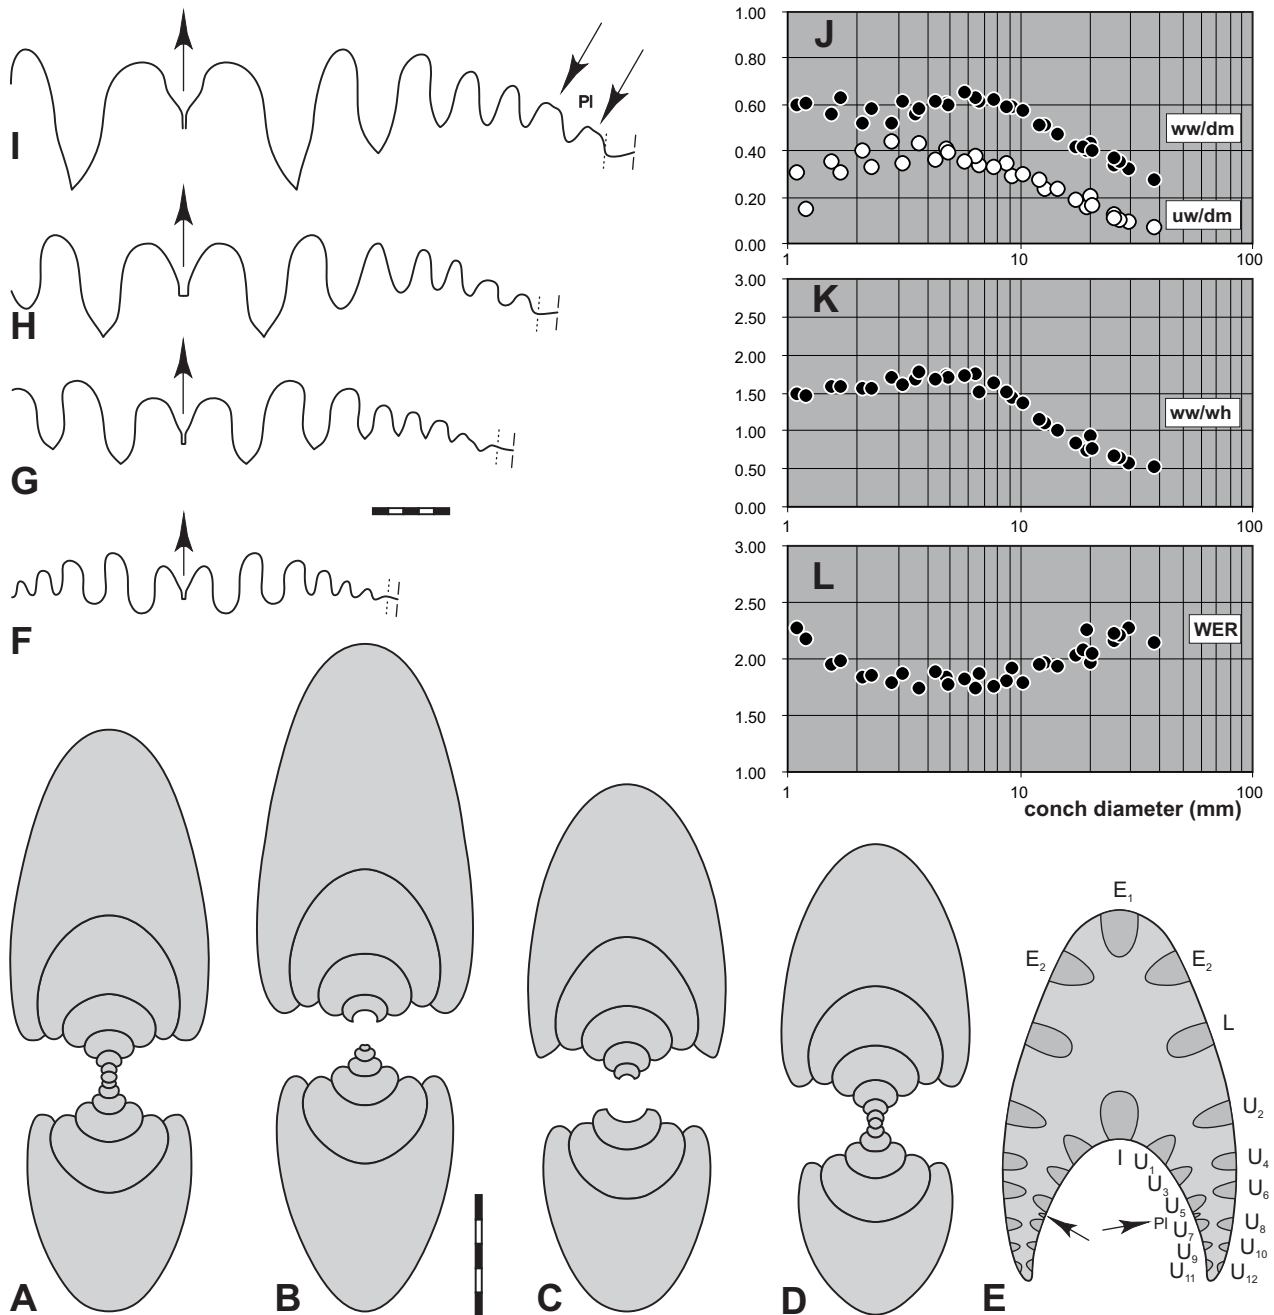 I
Pl
H
G
F
A
B
C
D
E
E1
E2
E2
L
U2
U4
U6
U8
U10
U12
I
U1
U3
U5
Pl
U7
U9
U11
J
1.00
0.80
0.60
0.40
0.20
0.00
ww/dm
uw/dm
1
10
100
K
3.00
2.50
2.00
1.50
1.00
0.50
0.00
ww/wh
1
10
100
L
3.00
2.50
2.00
1.50
1.00
WER
1
10
100
conch diameter (mm)